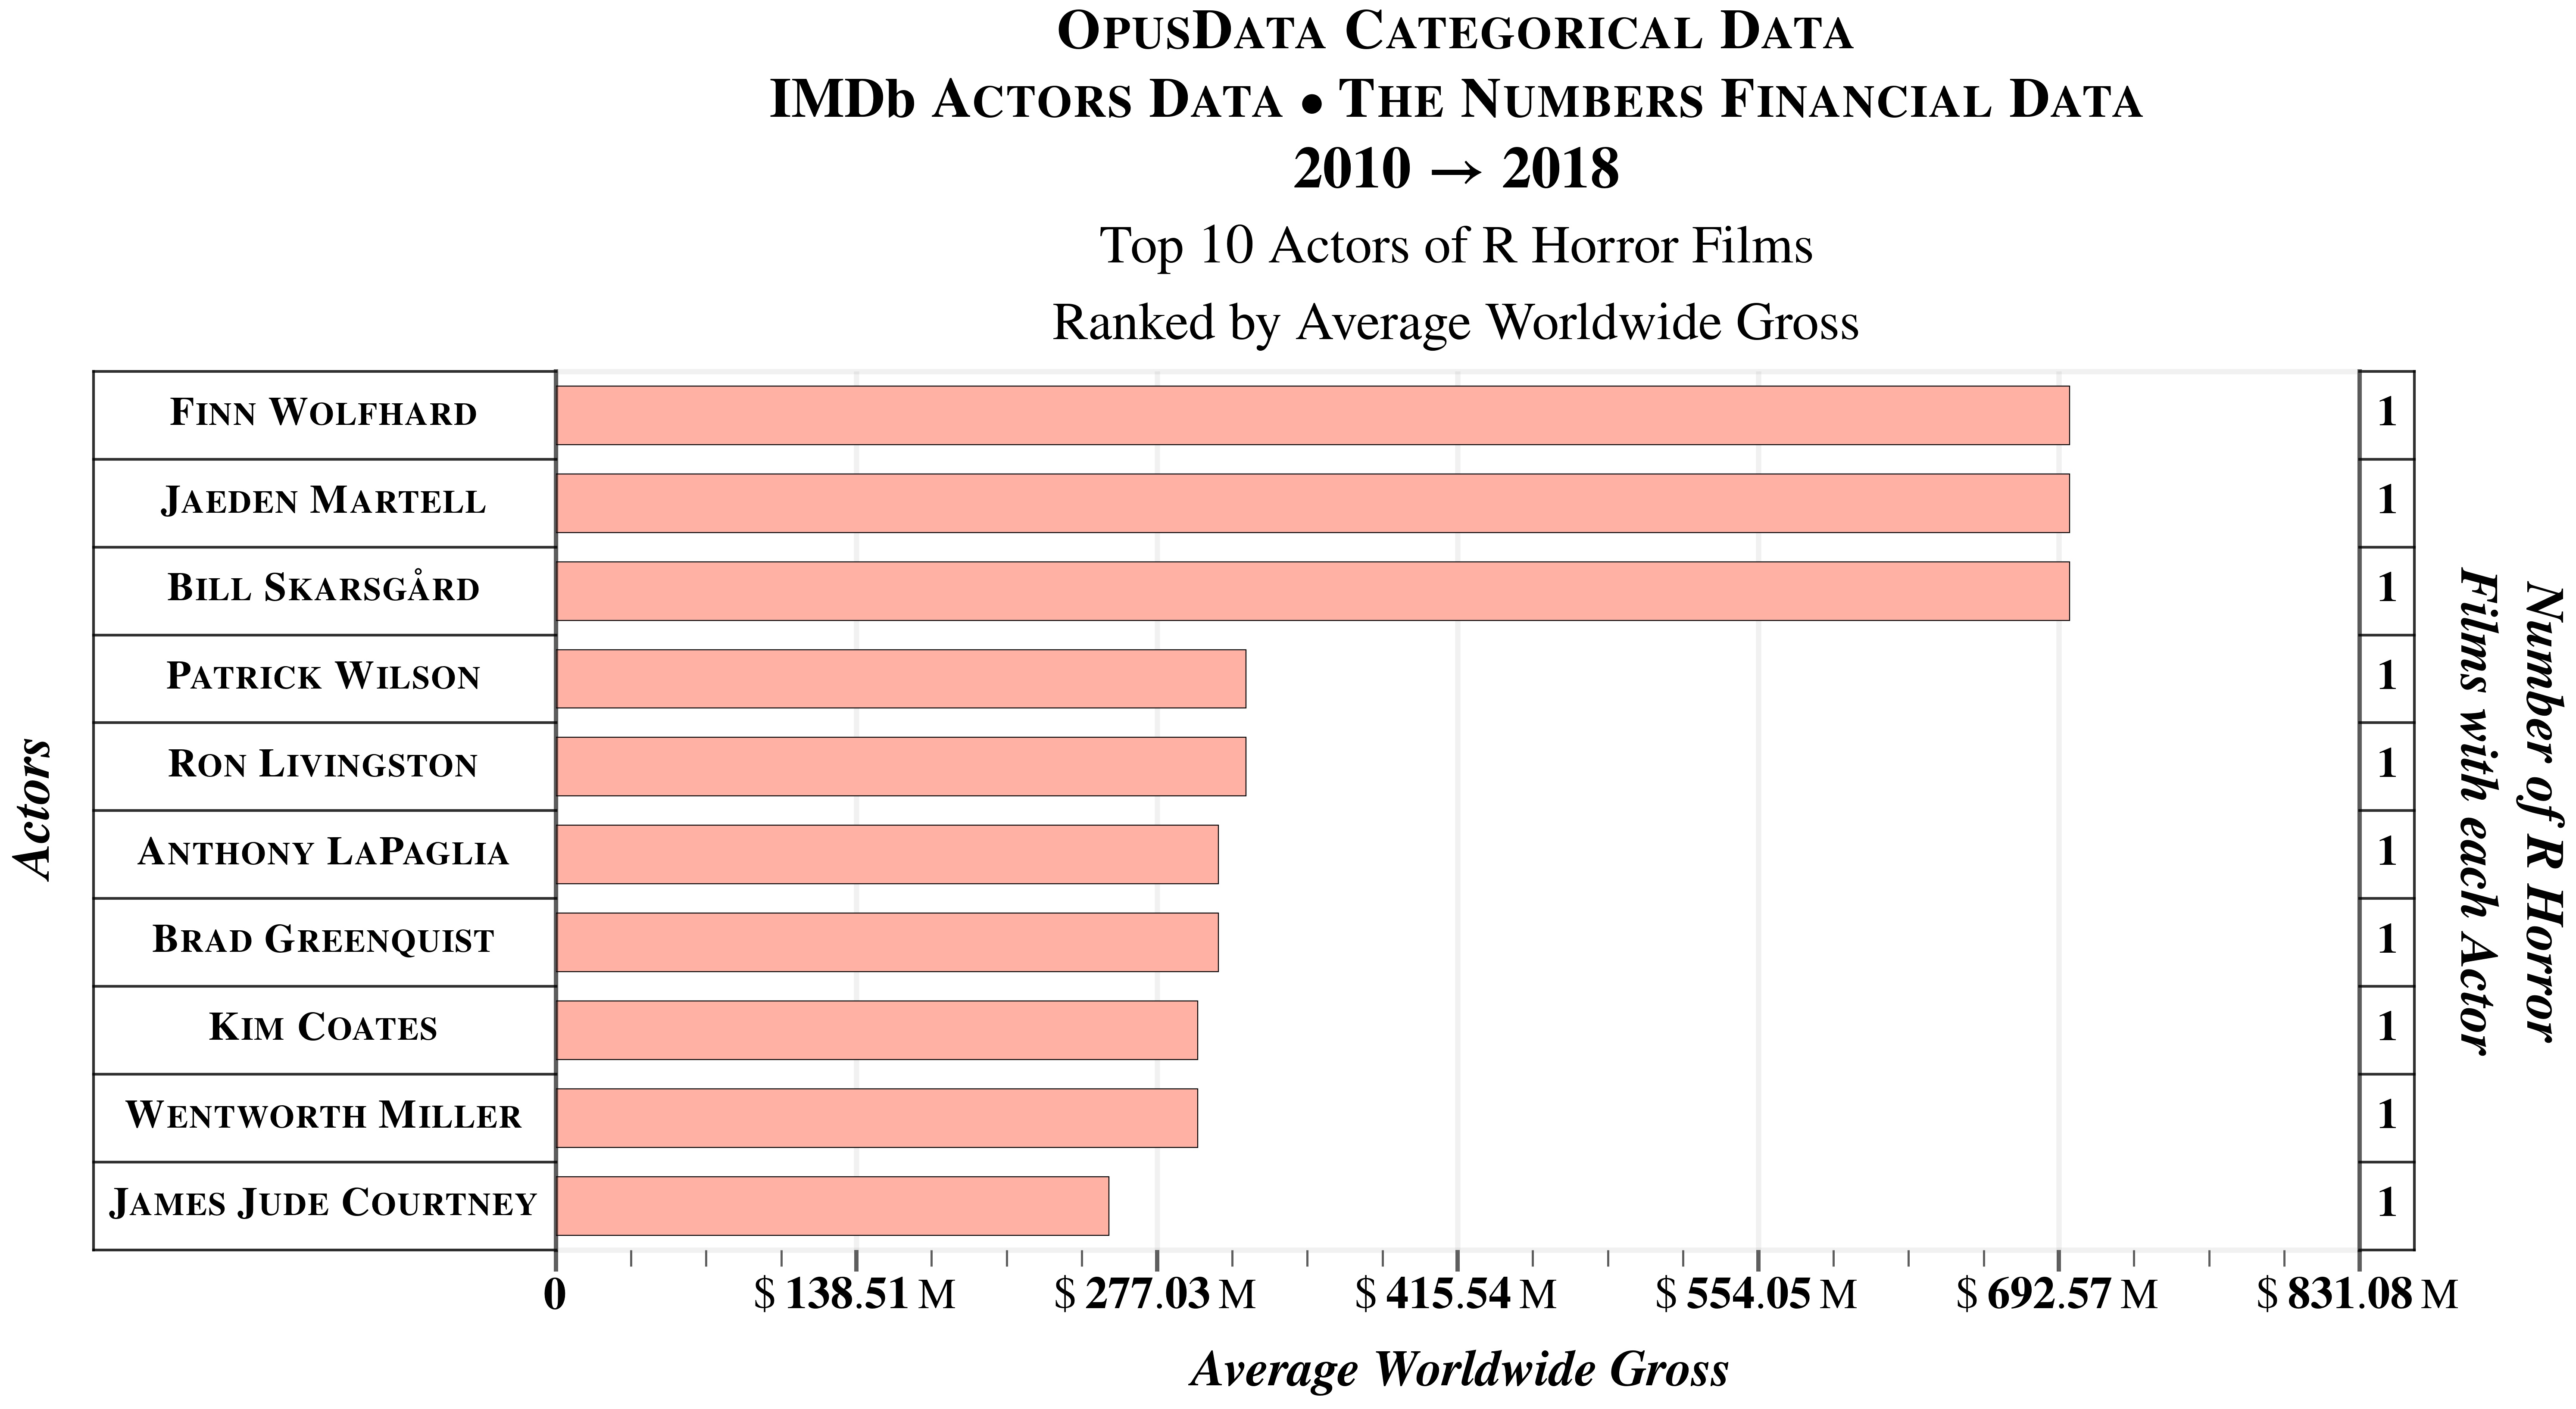 OpusData Categorical Data
IMDb Actors Data • The Numbers Financial Data
2010 → 2018
Top 10 Actors of R Horror Films
Ranked by Average Worldwide Gross
Actors
Finn Wolfhard 1
Jaeden Martell 1
Bill Skarsgård 1
Patrick Wilson 1
Ron Livingston 1
Anthony LaPaglia 1
Brad Greenquist 1
Kim Coates 1
Wentworth Miller 1
James Jude Courtney 1
Number of R Horror
Films with each Actor
0 $ 138.51 M $ 277.03 M $ 415.54 M $ 554.05 M $ 692.57 M $ 831.08 M
Average Worldwide Gross